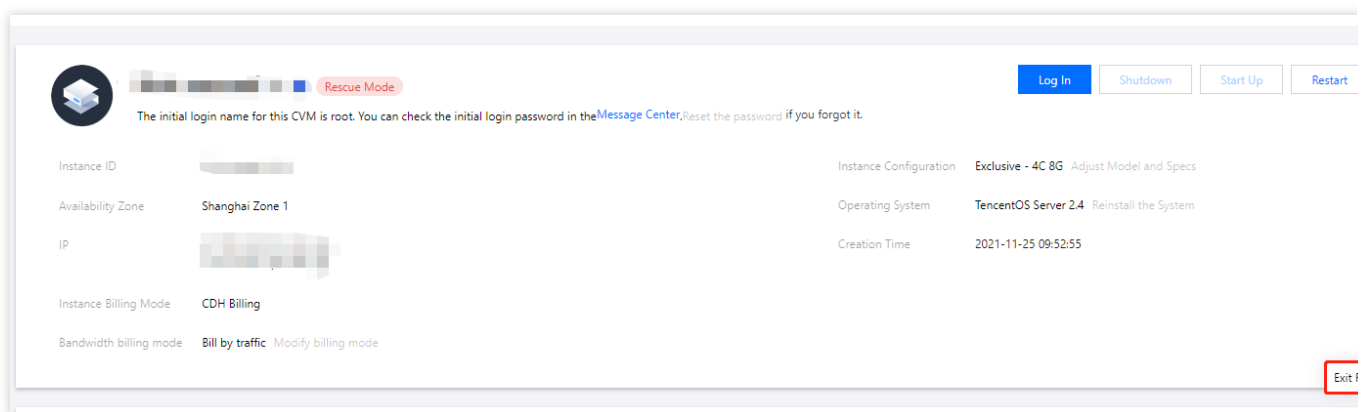 Rescue Mode
Log In
Shutdown
Start Up
Restart
The initial login name for this CVM is root. You can check the initial login password in the Message Center. Reset the password if you forgot it.
Instance ID
Instance Configuration Exclusive - 4C 8G Adjust Model and Specs
Availability Zone Shanghai Zone 1
Operating System TencentOS Server 2.4 Reinstall the System
IP
Creation Time 2021-11-25 09:52:55
Instance Billing Mode CDH Billing
Bandwidth billing mode Bill by traffic Modify billing mode
Exit